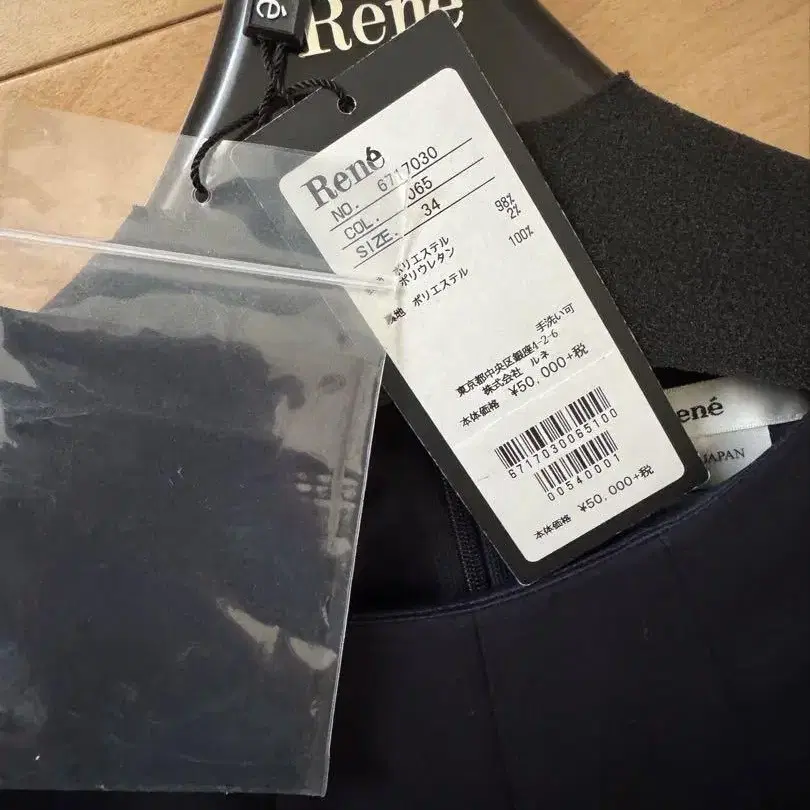 é
René
René
NO. 6717030
COL. J65
SIZE. 34
ポリエステル 98%
ポリウレタン 2%
地 ポリエステル 100%
手洗い可
東京都中央区銀座4-2-6
株式会社 ルネ
本体価格 ¥50,000+税
6717030065100
00540001
本体価格 ¥50,000+税
ené
JAPAN